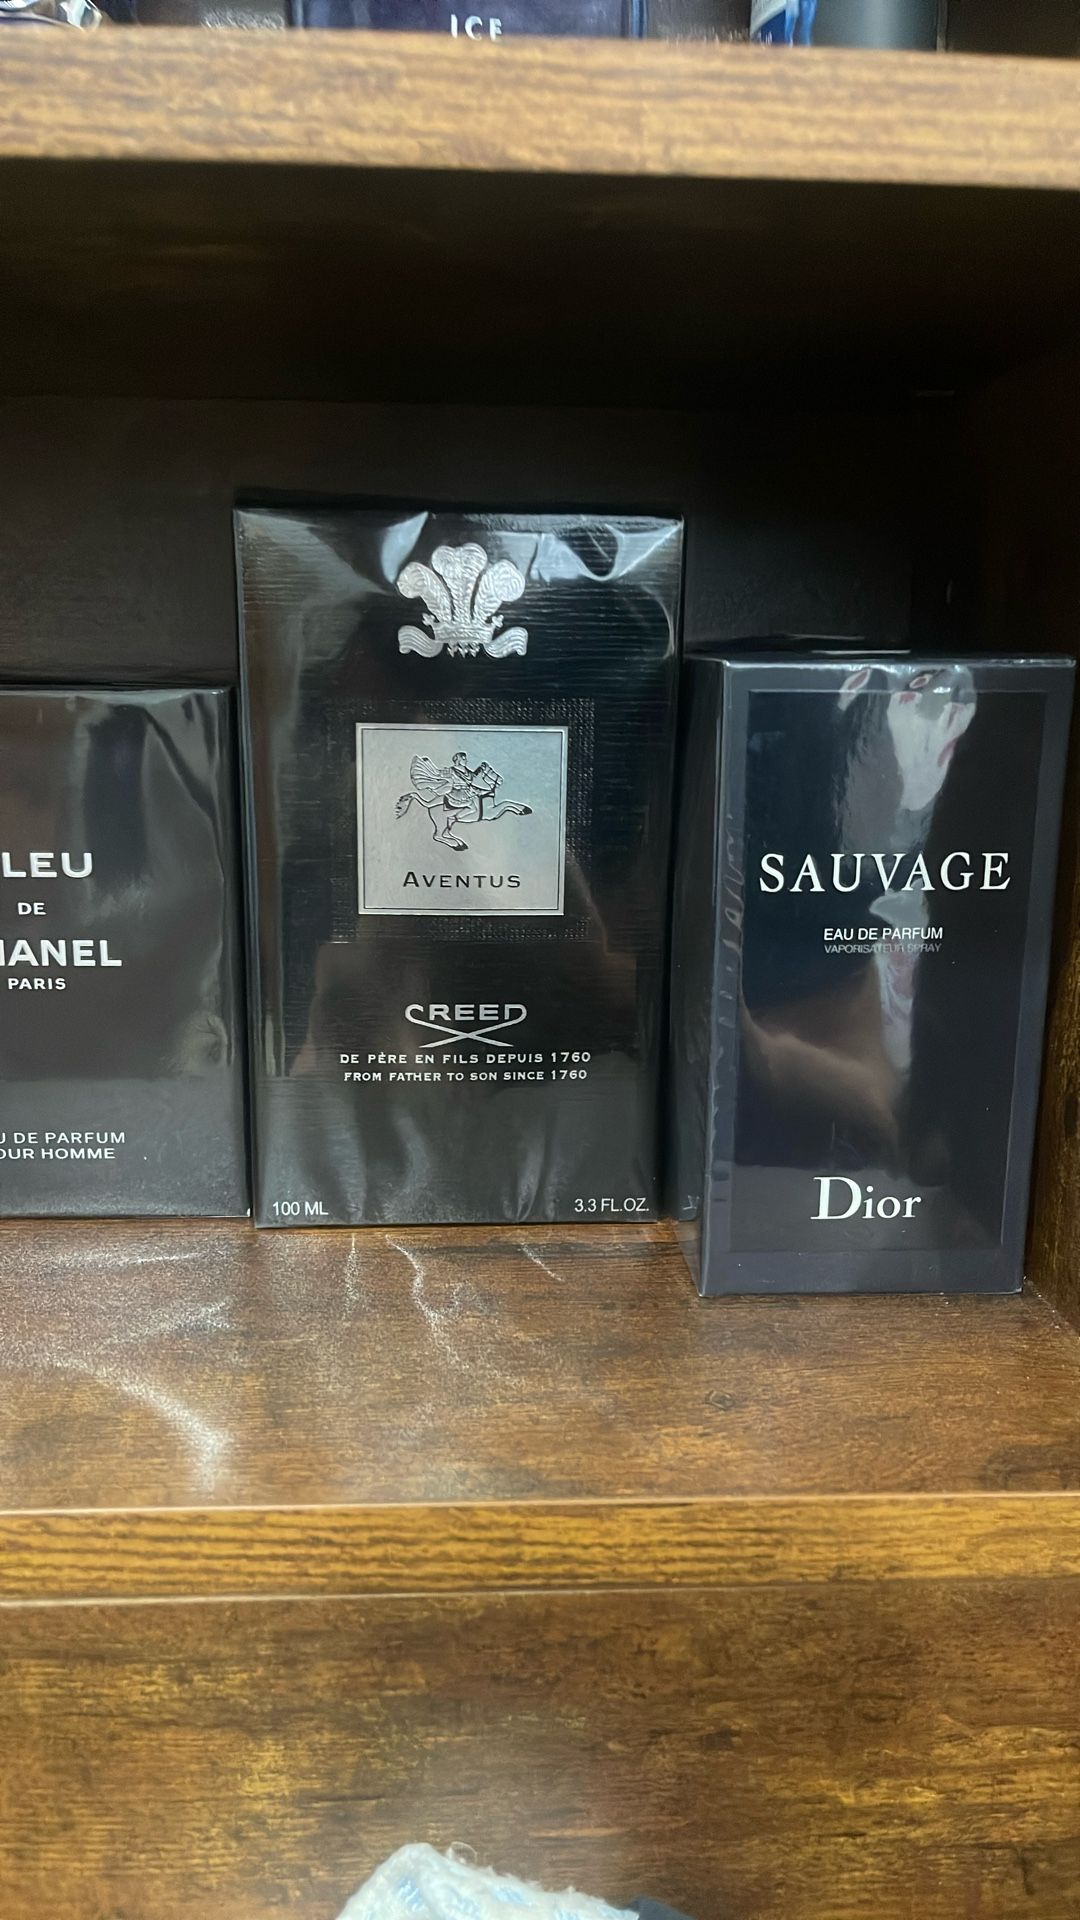 ICE
LEU
DE
HANEL
PARIS
U DE PARFUM
OUR HOMME
AVENTUS
CREED
DE PÈRE EN FILS DEPUIS 1760
FROM FATHER TO SON SINCE 1760
100 ML
3.3 FL.OZ.
SAUVAGE
EAU DE PARFUM
VAPORISATEUR SPRAY
Dior